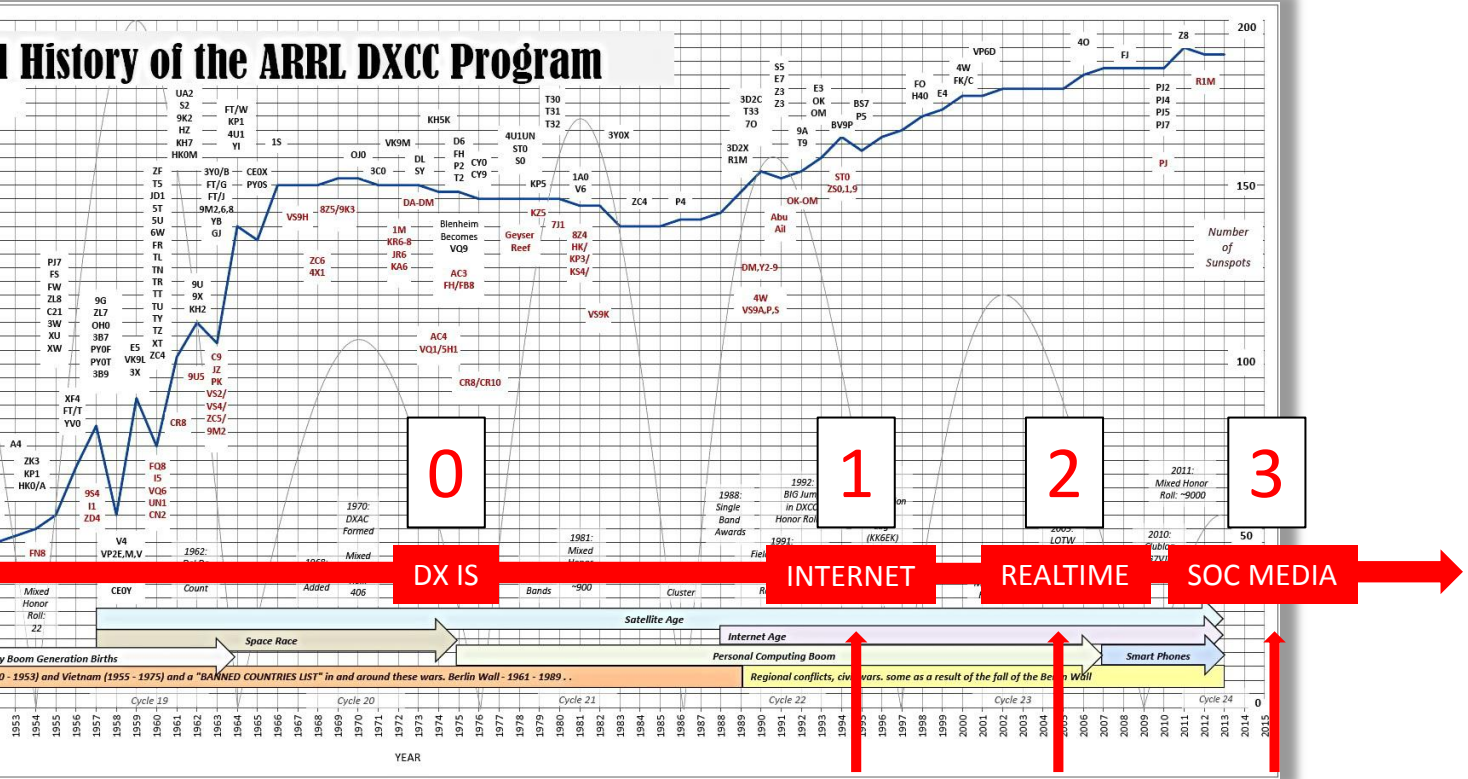 l History of the ARRL DXCC Program
200
150
100
50
0
Number
of
Sunspots
A4
ZK3
KP1
HK0/A
FN8
PJ7
FS
FW
ZL8
C21
3W
XU
XW
XF4
FT/T
YV0
9S4
I1
ZD4
9G
ZL7
OH0
3B7
PY0F
PY0T
3B9
V4
VP2E,M,V
CE0Y
E5
VK9L
3X
ZF
T5
JD1
5T
5U
6W
FR
TL
TN
TR
TT
TU
TY
TZ
XT
ZC4
FQ8
I5
VQ6
UN1
CN2
CR8
UA2
S2
9K2
HZ
KH7
HK0M
9U
9X
KH2
9U5
FT/W
KP1
4U1
YI
3Y0/B
FT/G
FT/J
9M2,6,8
YB
GJ
C9
JZ
PK
VS2/
VS4/
ZC5/
9M2
CE0X
PY0S
1S
VS9H
8Z5/9K3
ZC6
4X1
OJ0
3C0
VK9M
DL
SY
DA-DM
1M
KR6-8
JR6
KA6
KH5K
D6
FH
P2
T2
Blenheim
Becomes
VQ9
AC3
FH/FB8
AC4
VQ1/5H1
CR8/CR10
CY0
CY9
4U1UN
ST0
S0
KP5
Geyser
Reef
KZ5
7J1
T30
T31
T32
1A0
V6
8Z4
HK/
KP3/
KS4/
VS9K
3Y0X
ZC4
P4
3D2C
T33
7O
3D2X
R1M
DM,Y2-9
4W
VS9A,P,S
S5
E7
Z3
Z3
Abu
Ail
9A
T9
OK-OM
E3
OK
OM
BV9P
ST0
ZS0,1,9
BS7
P5
FO
H40
E4
4W
FK/C
VP6D
4O
FJ
Z8
PJ2
PJ4
PJ5
PJ7
PJ
R1M
0
1
2
3
Mixed
Honor
Roll:
22
1962:
Count
Added
1970:
DXAC
Formed
Mixed
406
Bands
1981:
Mixed
~900
Cluster
1988:
Single
Band
Awards
1992:
BIG Jum
in DXCC
Honor Rol
1991:
(KK6EK)
LOTW
2010:
2011:
Mixed Honor
Roll: ~9000
DX IS
INTERNET
REALTIME
SOC MEDIA
Satellite Age
Space Race
Internet Age
y Boom Generation Births
Personal Computing Boom
Smart Phones
0 - 1953) and Vietnam (1955 - 1975) and a "BANNED COUNTRIES LIST" in and around these wars. Berlin Wall - 1961 - 1989 . .
Regional conflicts, civil wars. some as a result of the fall of the Berlin Wall
Cycle 19
Cycle 20
Cycle 21
Cycle 22
Cycle 23
Cycle 24
1953 1954 1955 1956 1957 1958 1959 1960 1961 1962 1963 1964 1965 1966 1967 1968 1969 1970 1971 1972 1973 1974 1975 1976 1977 1978 1979 1980 1981 1982 1983 1984 1985 1986 1987 1988 1989 1990 1991 1992 1993 1994 1995 1996 1997 1998 1999 2000 2001 2002 2003 2004 2005 2006 2007 2008 2009 2010 2011 2012 2013 2014 2015
YEAR